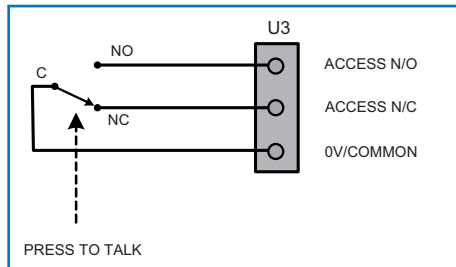 U3
NO
ACCESS N/O
C
NC
ACCESS N/C
0V/COMMON
PRESS TO TALK